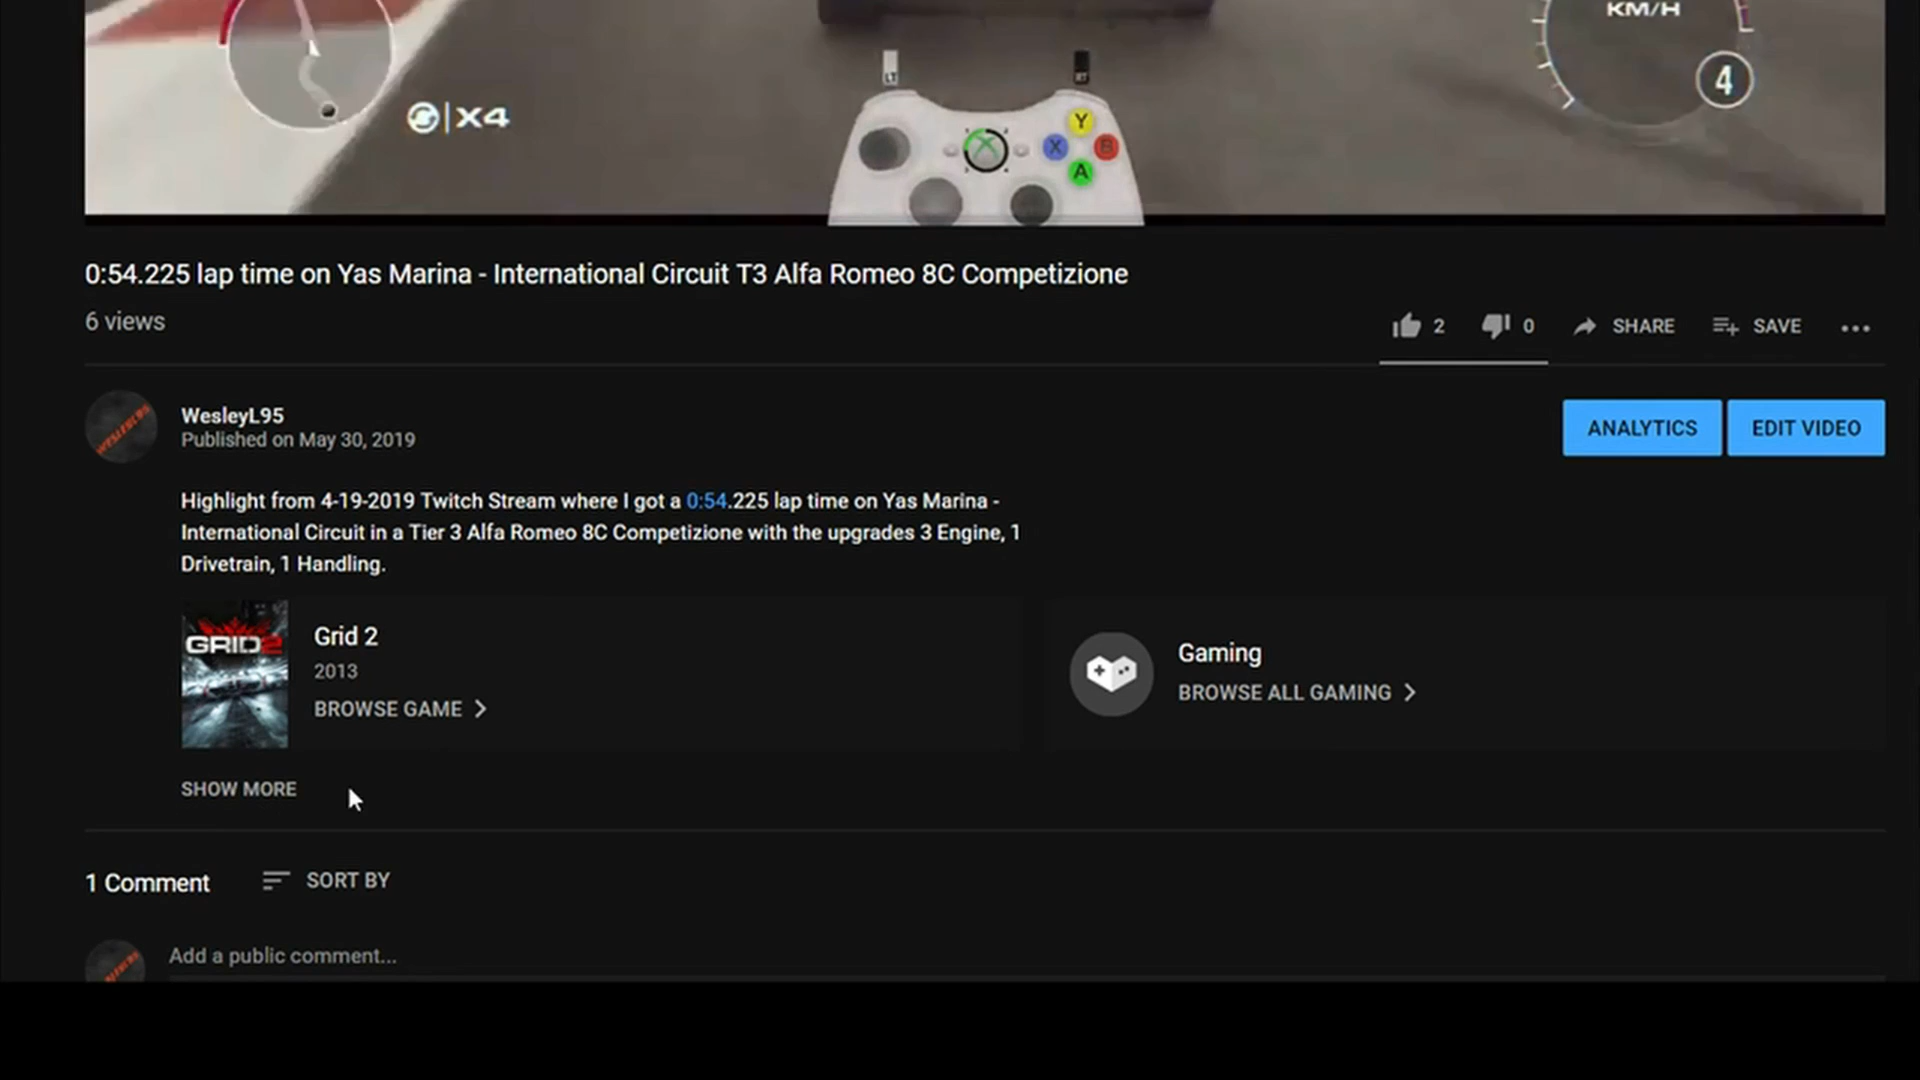 KM/H
4
LT
RT
X4
Y
X
B
A
0:54.225 lap time on Yas Marina - International Circuit T3 Alfa Romeo 8C Competizione
6 views
2
0
SHARE
SAVE
WesleyL95
Published on May 30, 2019
ANALYTICS
EDIT VIDEO
Highlight from 4-19-2019 Twitch Stream where I got a 0:54.225 lap time on Yas Marina -
International Circuit in a Tier 3 Alfa Romeo 8C Competizione with the upgrades 3 Engine, 1
Drivetrain, 1 Handling.
GRID2
Grid 2
2013
BROWSE GAME
Gaming
BROWSE ALL GAMING
SHOW MORE
1 Comment
SORT BY
Add a public comment...